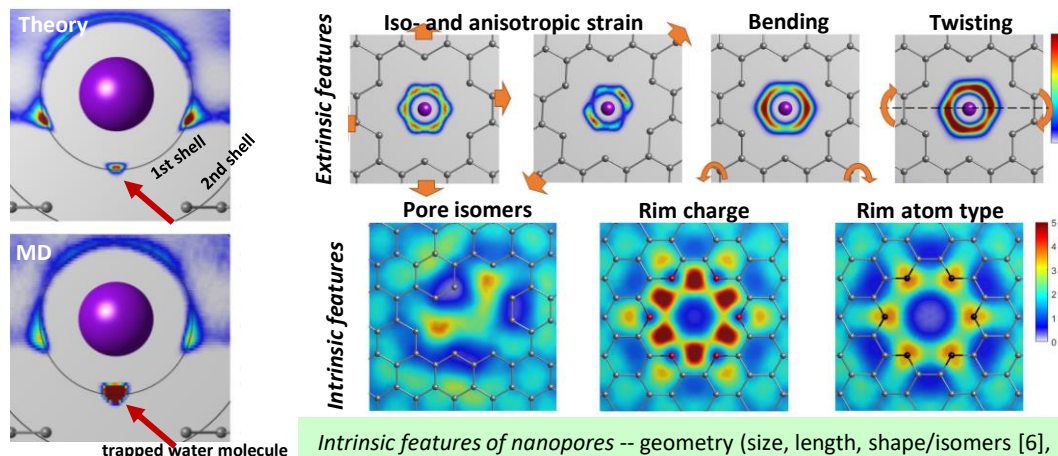 Theory
1st shell
2nd shell
MD
trapped water molecule
Extrinsic features
Iso- and anisotropic strain
Bending
Twisting
Intrinsic features
Pore isomers
Rim charge
Rim atom type
5
4
3
2
1
0
Intrinsic features of nanopores -- geometry (size, length, shape/isomers [6],